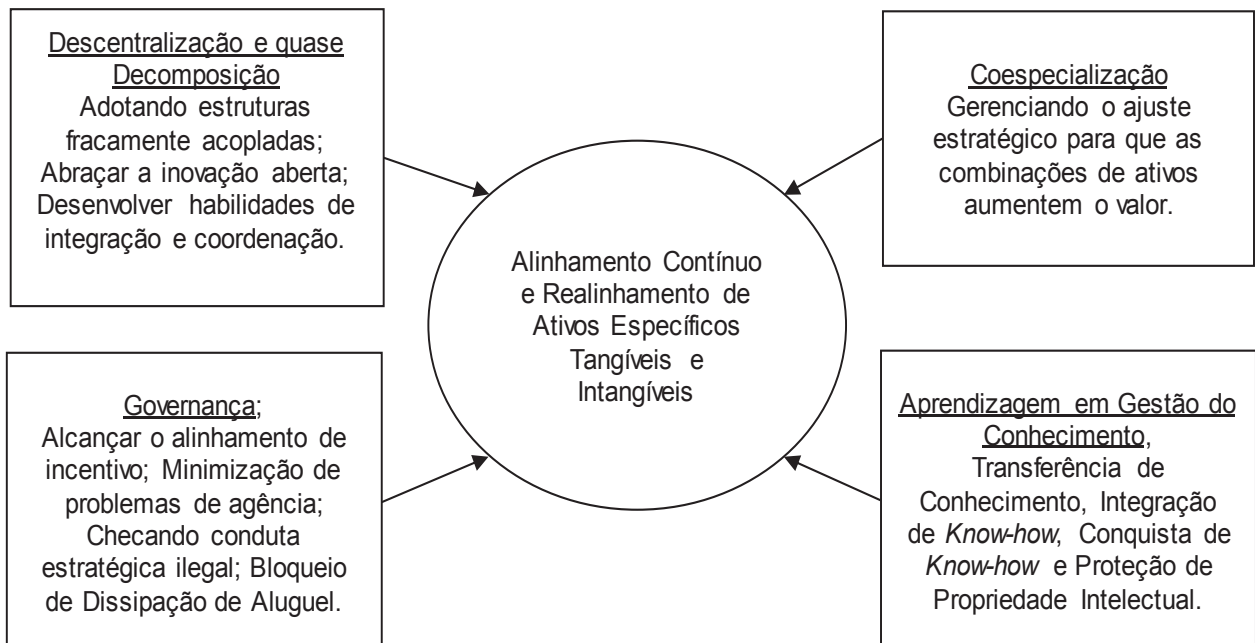 Descentralização e quase
Decomposição
Adotando estruturas
fracamente acopladas;
Abraçar a inovação aberta;
Desenvolver habilidades de
integração e coordenação.
Coespecialização
Gerenciando o ajuste
estratégico para que as
combinações de ativos
aumentem o valor.
Alinhamento Contínuo
e Realinhamento de
Ativos Específicos
Tangíveis e
Intangíveis
Governança;
Alcançar o alinhamento de
incentivo; Minimização de
problemas de agência;
Checando conduta
estratégica ilegal; Bloqueio
de Dissipação de Aluguel.
Aprendizagem em Gestão do
Conhecimento,
Transferência de
Conhecimento, Integração
de Know-how, Conquista de
Know-how e Proteção de
Propriedade Intelectual.